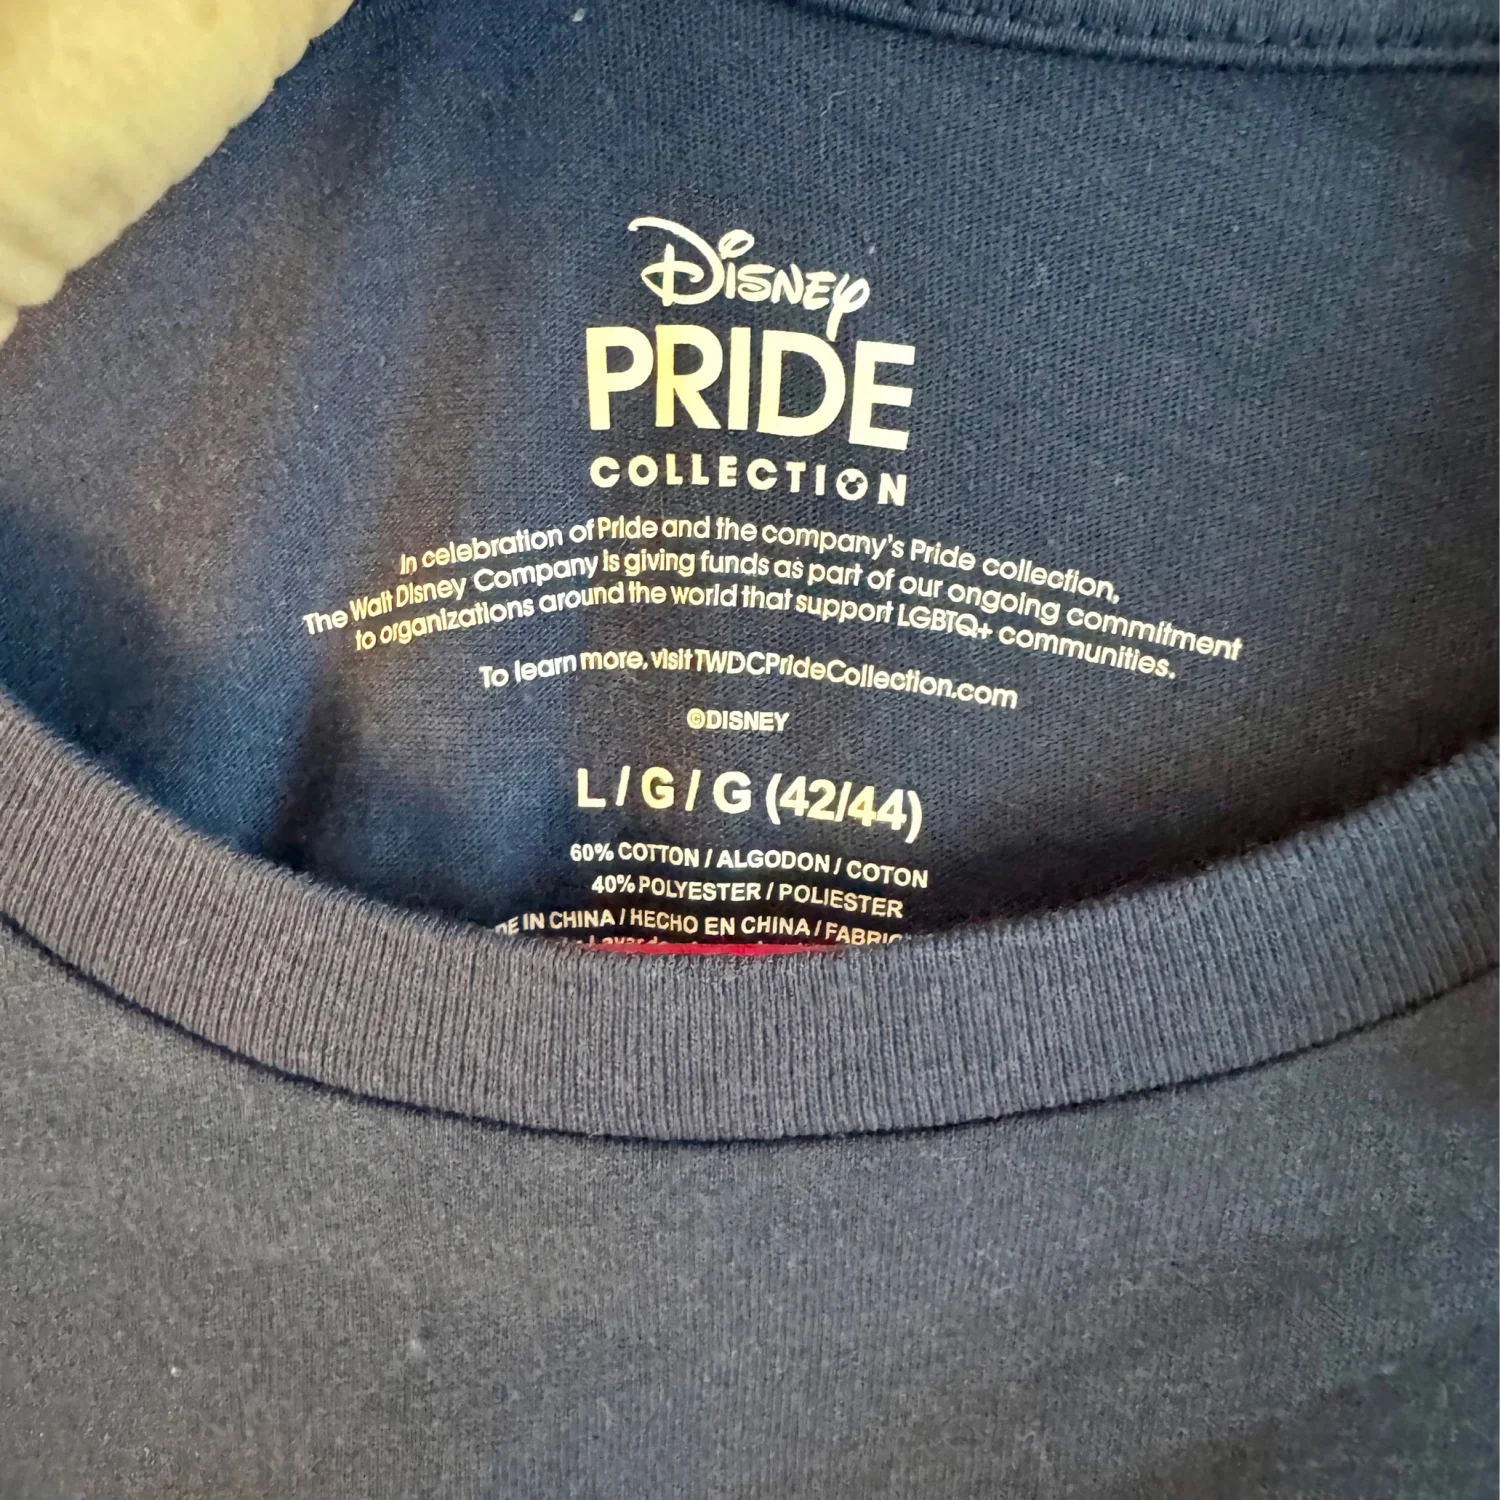 DISNEY
PRIDE
COLLECTION
In celebration of Pride and the company's Pride collection,
The Walt Disney Company is giving funds as part of our ongoing commitment
to organizations around the world that support LGBTQ+ communities.
To learn more, visit TWDCPrideCollection.com
©DISNEY
L / G / G (42/44)
60% COTTON / ALGODON / COTON
40% POLYESTER / POLIESTER
IN CHINA / HECHO EN CHINA /